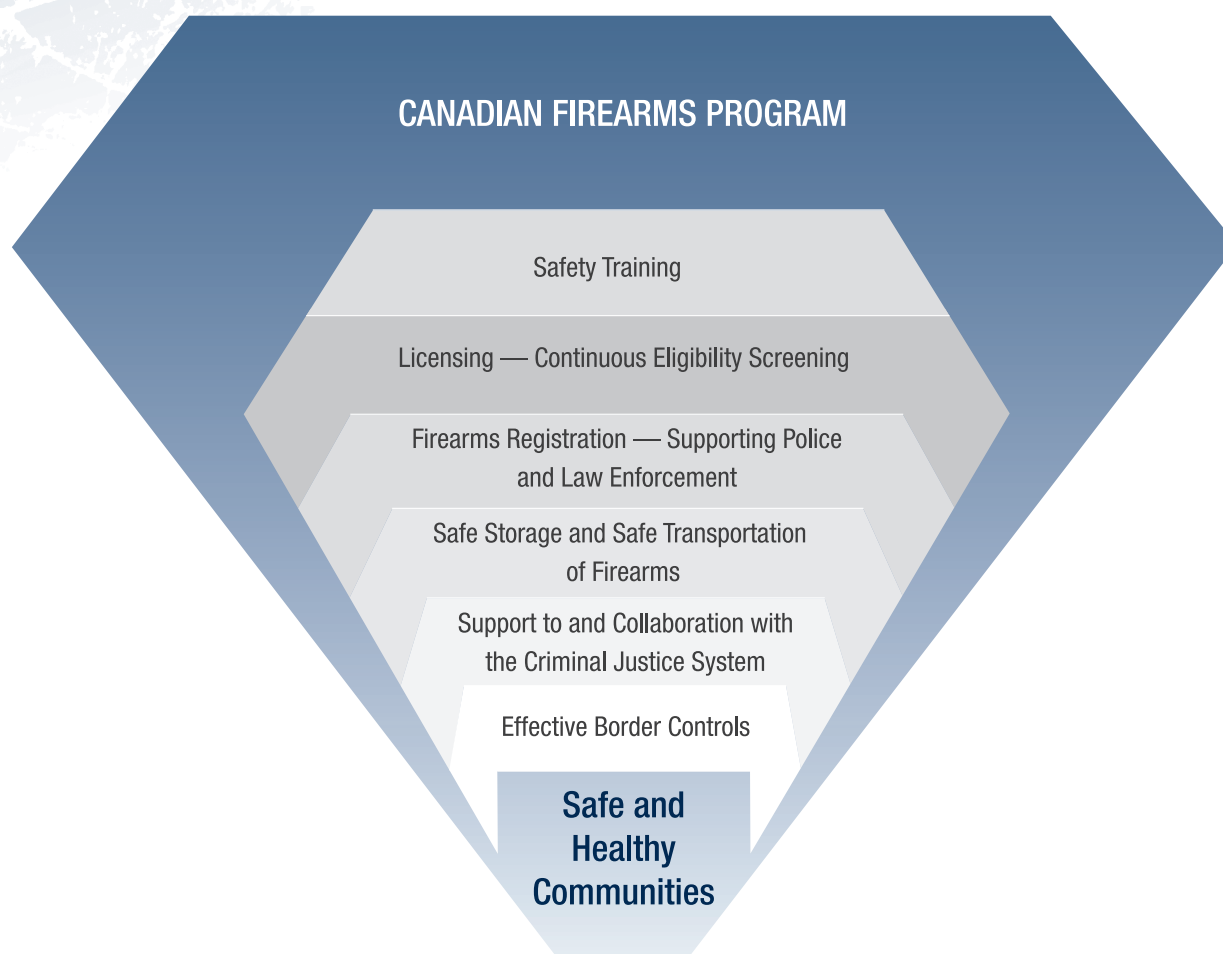 CANADIAN FIREARMS PROGRAM
Safety Training
Licensing — Continuous Eligibility Screening
Firearms Registration — Supporting Police
and Law Enforcement
Safe Storage and Safe Transportation
of Firearms
Support to and Collaboration with
the Criminal Justice System
Effective Border Controls
Safe and
Healthy
Communities